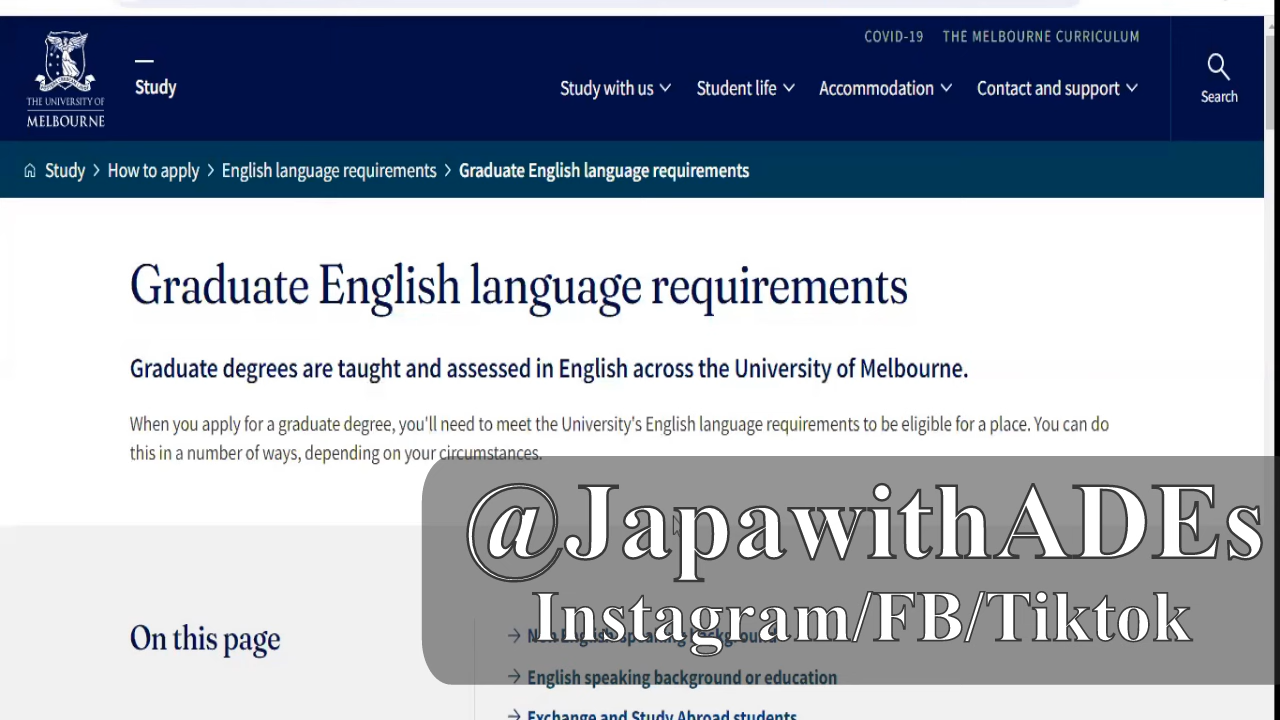 COVID-19 THE MELBOURNE CURRICULUM
Study
Study with us Student life Accommodation Contact and support
Search
THE UNIVERSITY OF
MELBOURNE
Study > How to apply > English language requirements > Graduate English language requirements
Graduate English language requirements
Graduate degrees are taught and assessed in English across the University of Melbourne.
When you apply for a graduate degree, you'll need to meet the University's English language requirements to be eligible for a place. You can do
this in a number of ways, depending on your circumstances.
@JapawithADEs
Instagram/FB/Tiktok
On this page
→ Non English speaking background
→ English speaking background or education
→ Exchange and Study Abroad students